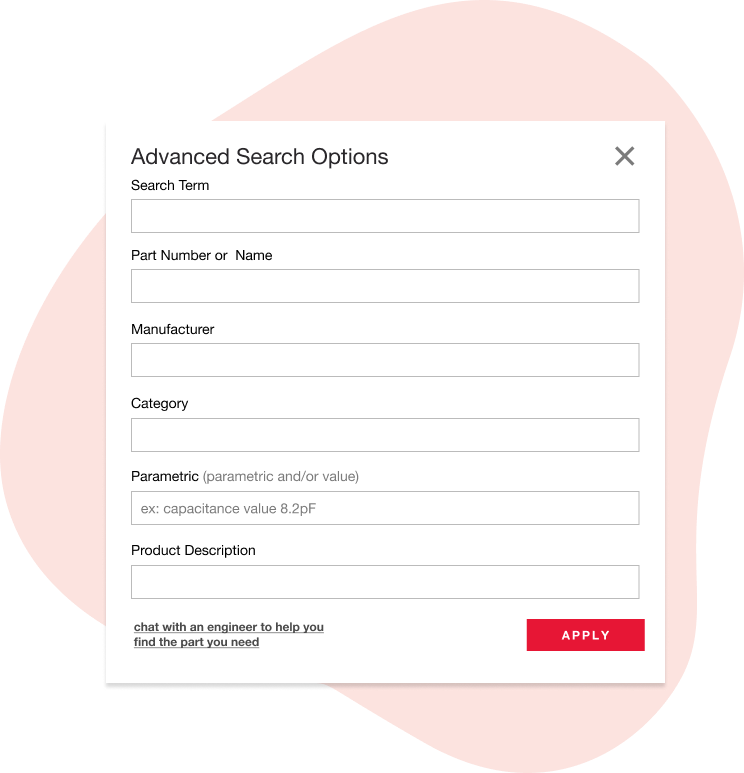 Advanced Search Options
Search Term
Part Number or  Name
Manufacturer
Category
Parametric (parametric and/or value)
ex: capacitance value 8.2pF
Product Description
chat with an engineer to help you
find the part you need
APPLY